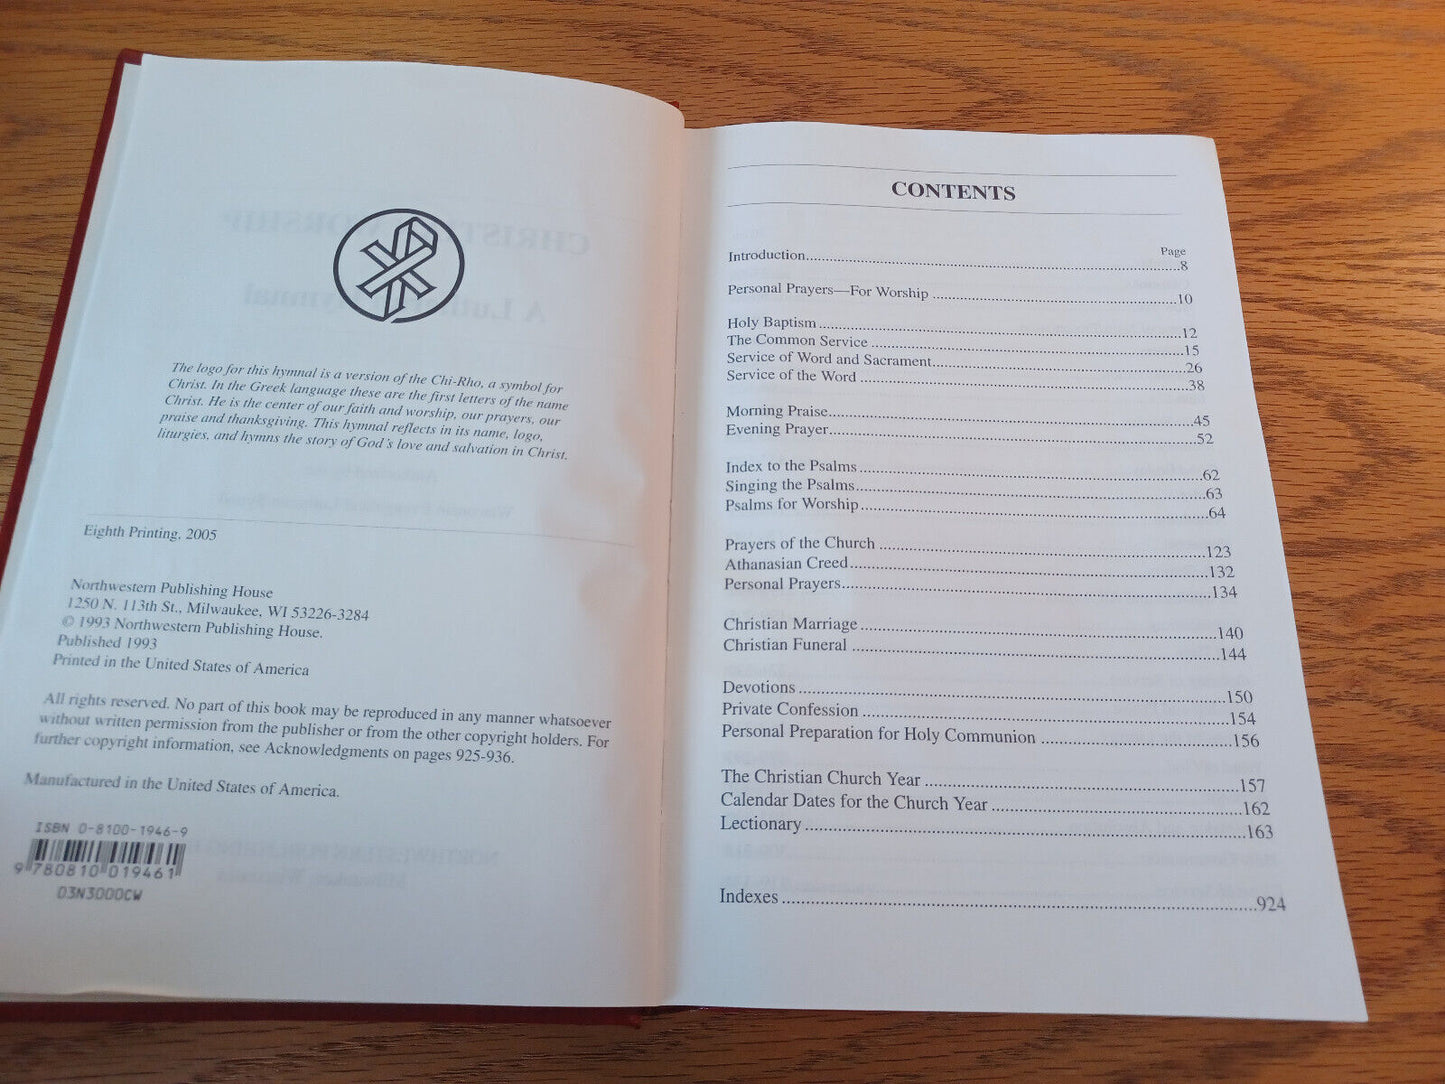 The logo for this hymnal is a version of the Chi-Rho, a symbol for
Christ. In the Greek language these are the first letters of the name
Christ. He is the center of our faith and worship, our prayers, our
praise and thanksgiving. This hymnal reflects in its name, logo,
liturgies, and hymns the story of God's love and salvation in Christ.
Eighth Printing, 2005
Northwestern Publishing House
1250 N. 113th St., Milwaukee, WI 53226-3284
© 1993 Northwestern Publishing House.
Published 1993
Printed in the United States of America
All rights reserved. No part of this book may be reproduced in any manner whatsoever
without written permission from the publisher or from the other copyright holders. For
further copyright information, see Acknowledgments on pages 925-936.
Manufactured in the United States of America.
ISBN 0-8100-1946-9
9 780810 019461
03N3000CW
CONTENTS
Page
Introduction..........8
Personal Prayers—For Worship..........10
Holy Baptism..........12
The Common Service..........15
Service of Word and Sacrament..........26
Service of the Word..........38
Morning Praise..........45
Evening Prayer..........52
Index to the Psalms..........62
Singing the Psalms..........63
Psalms for Worship..........64
Prayers of the Church..........123
Athanasian Creed..........132
Personal Prayers..........134
Christian Marriage..........140
Christian Funeral..........144
Devotions..........150
Private Confession..........154
Personal Preparation for Holy Communion..........156
The Christian Church Year..........157
Calendar Dates for the Church Year..........162
Lectionary..........163
Indexes..........924